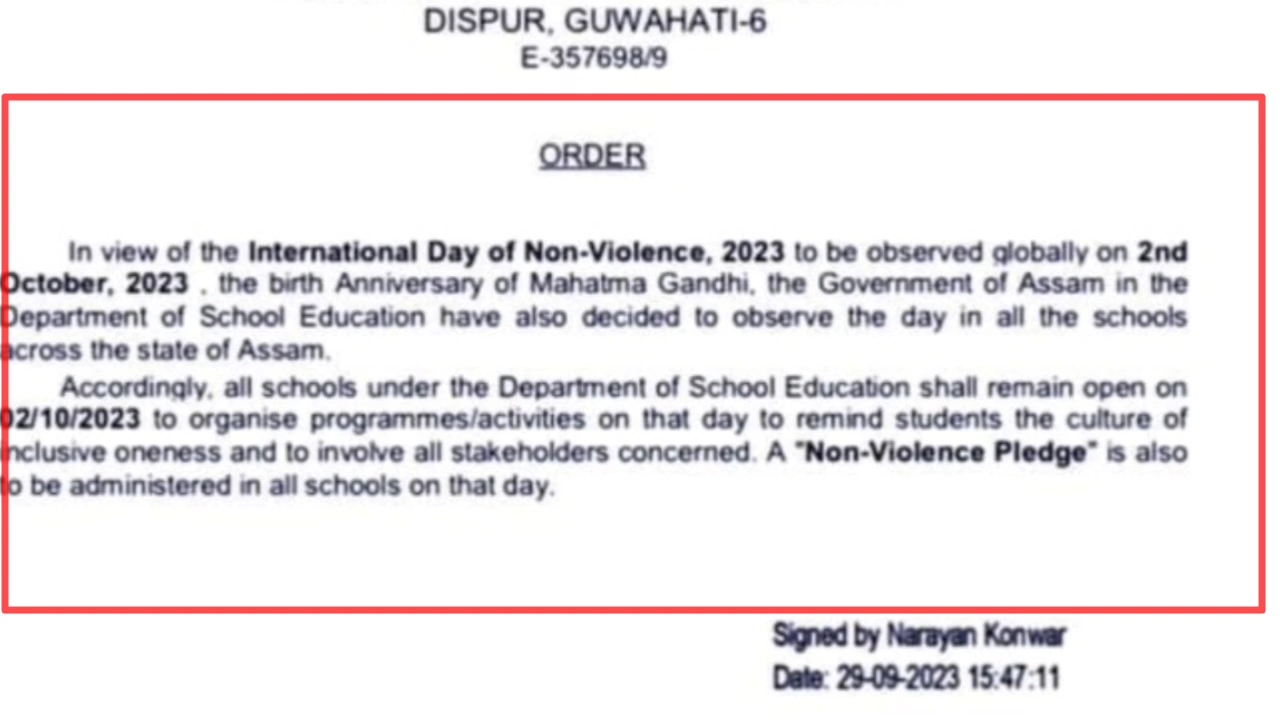 DISPUR, GUWAHATI-6
E-357698/9
ORDER
In view of the International Day of Non-Violence, 2023 to be observed globally on 2nd
October, 2023 , the birth Anniversary of Mahatma Gandhi, the Government of Assam in the
Department of School Education have also decided to observe the day in all the schools
across the state of Assam.
Accordingly, all schools under the Department of School Education shall remain open on
02/10/2023 to organise programmes/activities on that day to remind students the culture of
inclusive oneness and to involve all stakeholders concerned. A "Non-Violence Pledge" is also
to be administered in all schools on that day.
Signed by Narayan Konwar
Date: 29-09-2023 15:47:11